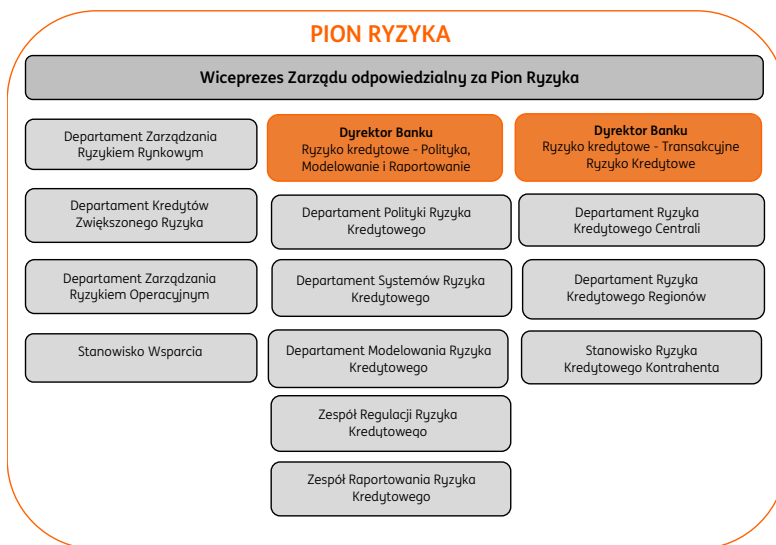 PION RYZYKA
Wiceprezes Zarządu odpowiedzialny za Pion Ryzyka
Departament Zarządzania
Ryzykiem Rynkowym
Departament Kredytów
Zwiększonego Ryzyka
Departament Zarządzania
Ryzykiem Operacyjnym
Stanowisko Wsparcia
Dyrektor Banku
Ryzyko kredytowe - Polityka,
Modelowanie i Raportowanie
Departament Polityki Ryzyka
Kredytowego
Departament Systemów Ryzyka
Kredytowego
Departament Modelowania Ryzyka
Kredytowego
Zespół Regulacji Ryzyka
Kredytowego
Zespół Raportowania Ryzyka
Kredytowego
Dyrektor Banku
Ryzyko kredytowe - Transakcyjne
Ryzyko Kredytowe
Departament Ryzyka
Kredytowego Centrali
Departament Ryzyka
Kredytowego Regionów
Stanowisko Ryzyka
Kredytowego Kontrahenta